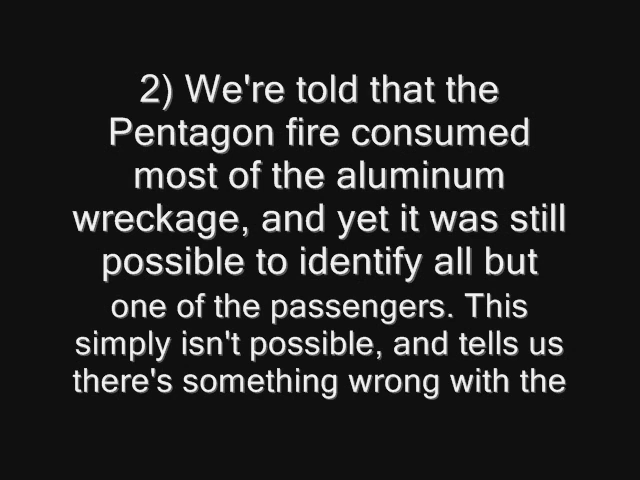 2) We're told that the
Pentagon fire consumed
most of the aluminum
wreckage, and yet it was still
possible to identify all but
one of the passengers. This
simply isn't possible, and tells us
there's something wrong with the